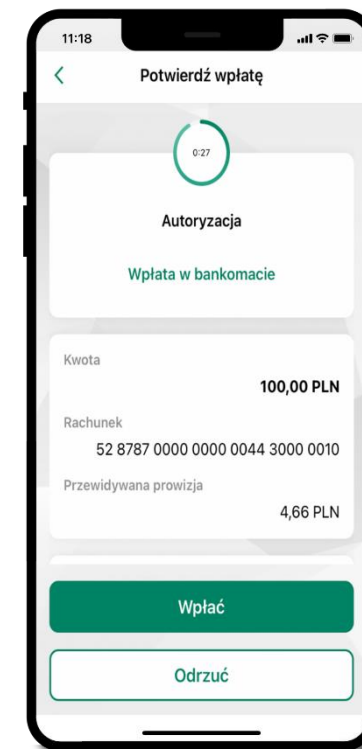 11:18
Potwierdź wpłatę
0:27
Autoryzacja
Wpłata w bankomacie
Kwota
100,00 PLN
Rachunek
52 8787 0000 0000 0044 3000 0010
Przewidywana prowizja
4,66 PLN
Wpłać
Odrzuć